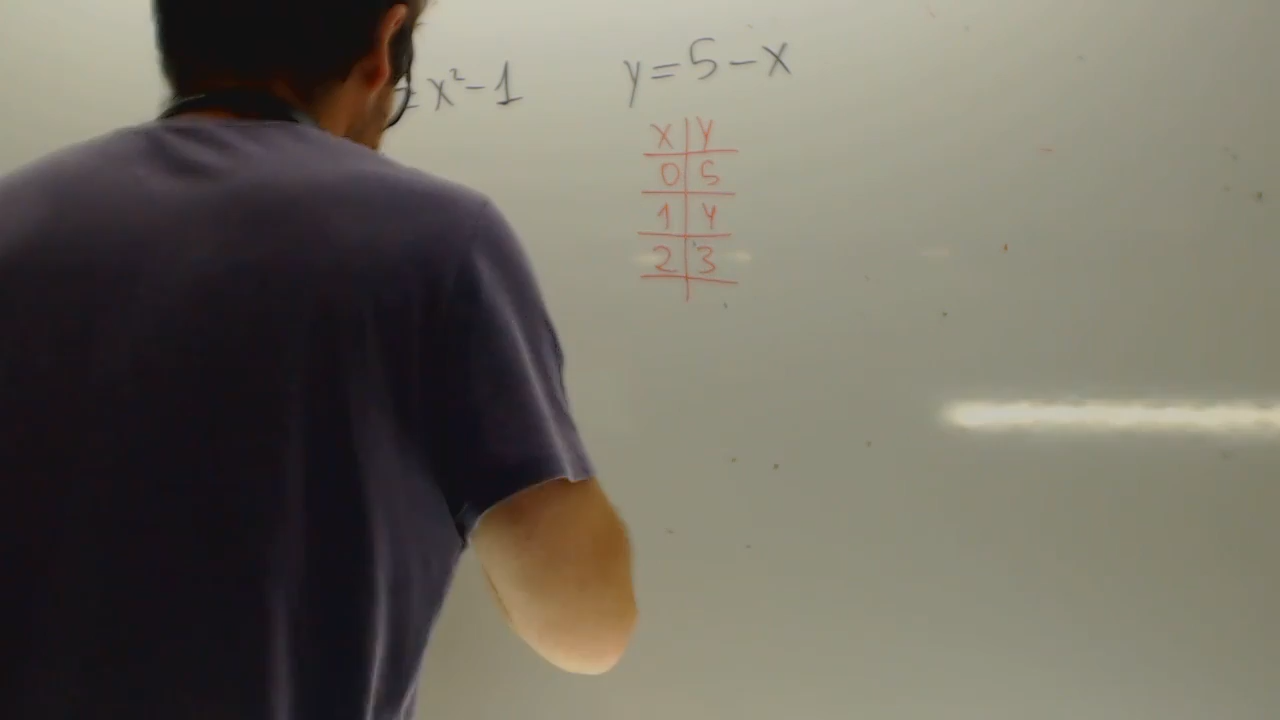 = x² - 1
y = 5 - x
x y
0 5
1 4
2 3